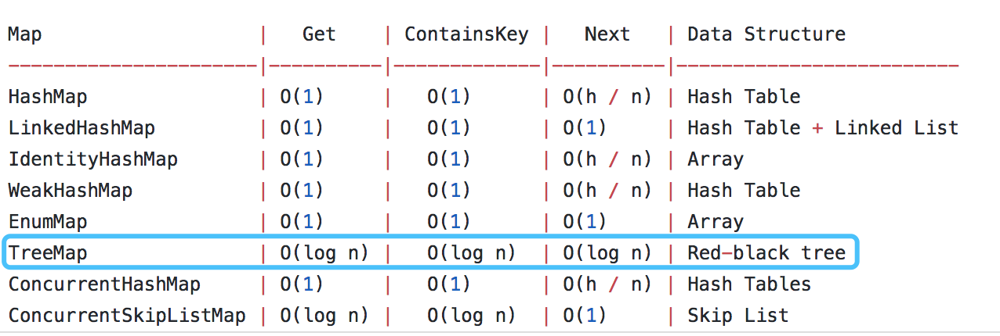 Map | Get | ContainsKey | Next | Data Structure
----------------------|----------|-------------|----------|-------------------------
HashMap | O(1) | O(1) | O(h / n) | Hash Table
LinkedHashMap | O(1) | O(1) | O(1) | Hash Table + Linked List
IdentityHashMap | O(1) | O(1) | O(h / n) | Array
WeakHashMap | O(1) | O(1) | O(h / n) | Hash Table
EnumMap | O(1) | O(1) | O(1) | Array
TreeMap | O(log n) | O(log n) | O(log n) | Red-black tree
ConcurrentHashMap | O(1) | O(1) | O(h / n) | Hash Tables
ConcurrentSkipListMap | O(log n) | O(log n) | O(1) | Skip List